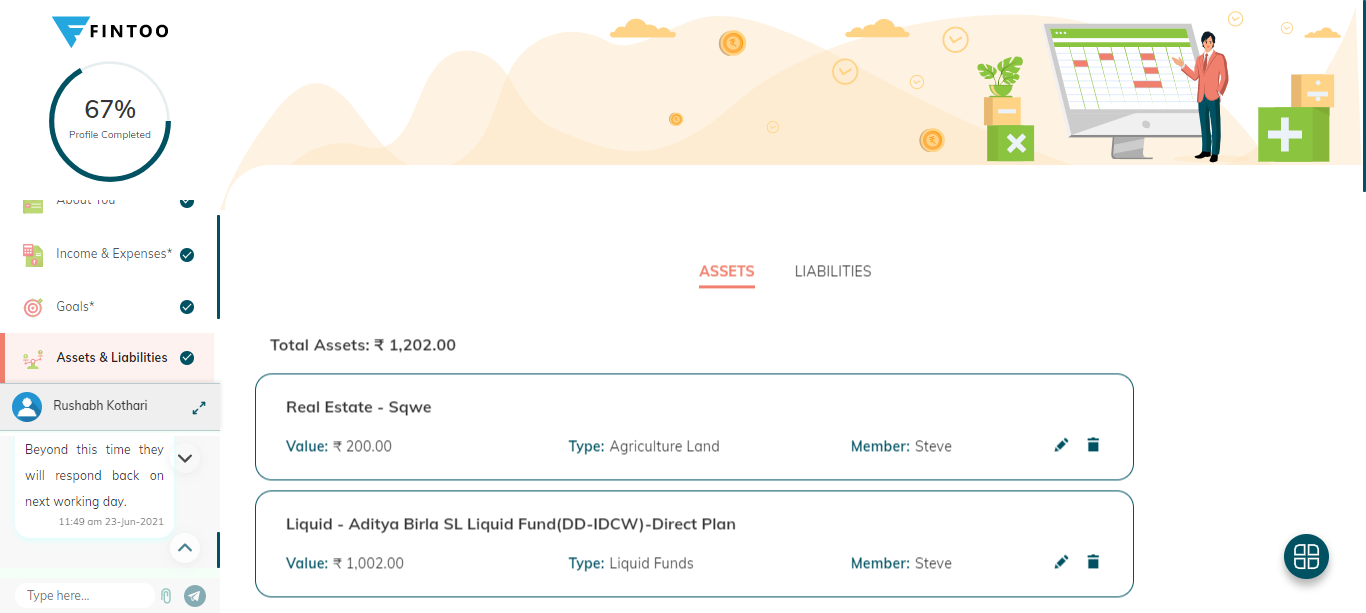 FINTOO
67%
Profile Completed
About You
Income & Expenses*
Goals*
Assets & Liabilities
Rushabh Kothari
Beyond this time they
will respond back on
next working day.
11:49 am 23-Jun-2021
Type here...
ASSETS LIABILITIES
Total Assets: ₹ 1,202.00
Real Estate - Sqwe
Value: ₹ 200.00 Type: Agriculture Land Member: Steve
Liquid - Aditya Birla SL Liquid Fund(DD-IDCW)-Direct Plan
Value: ₹ 1,002.00 Type: Liquid Funds Member: Steve